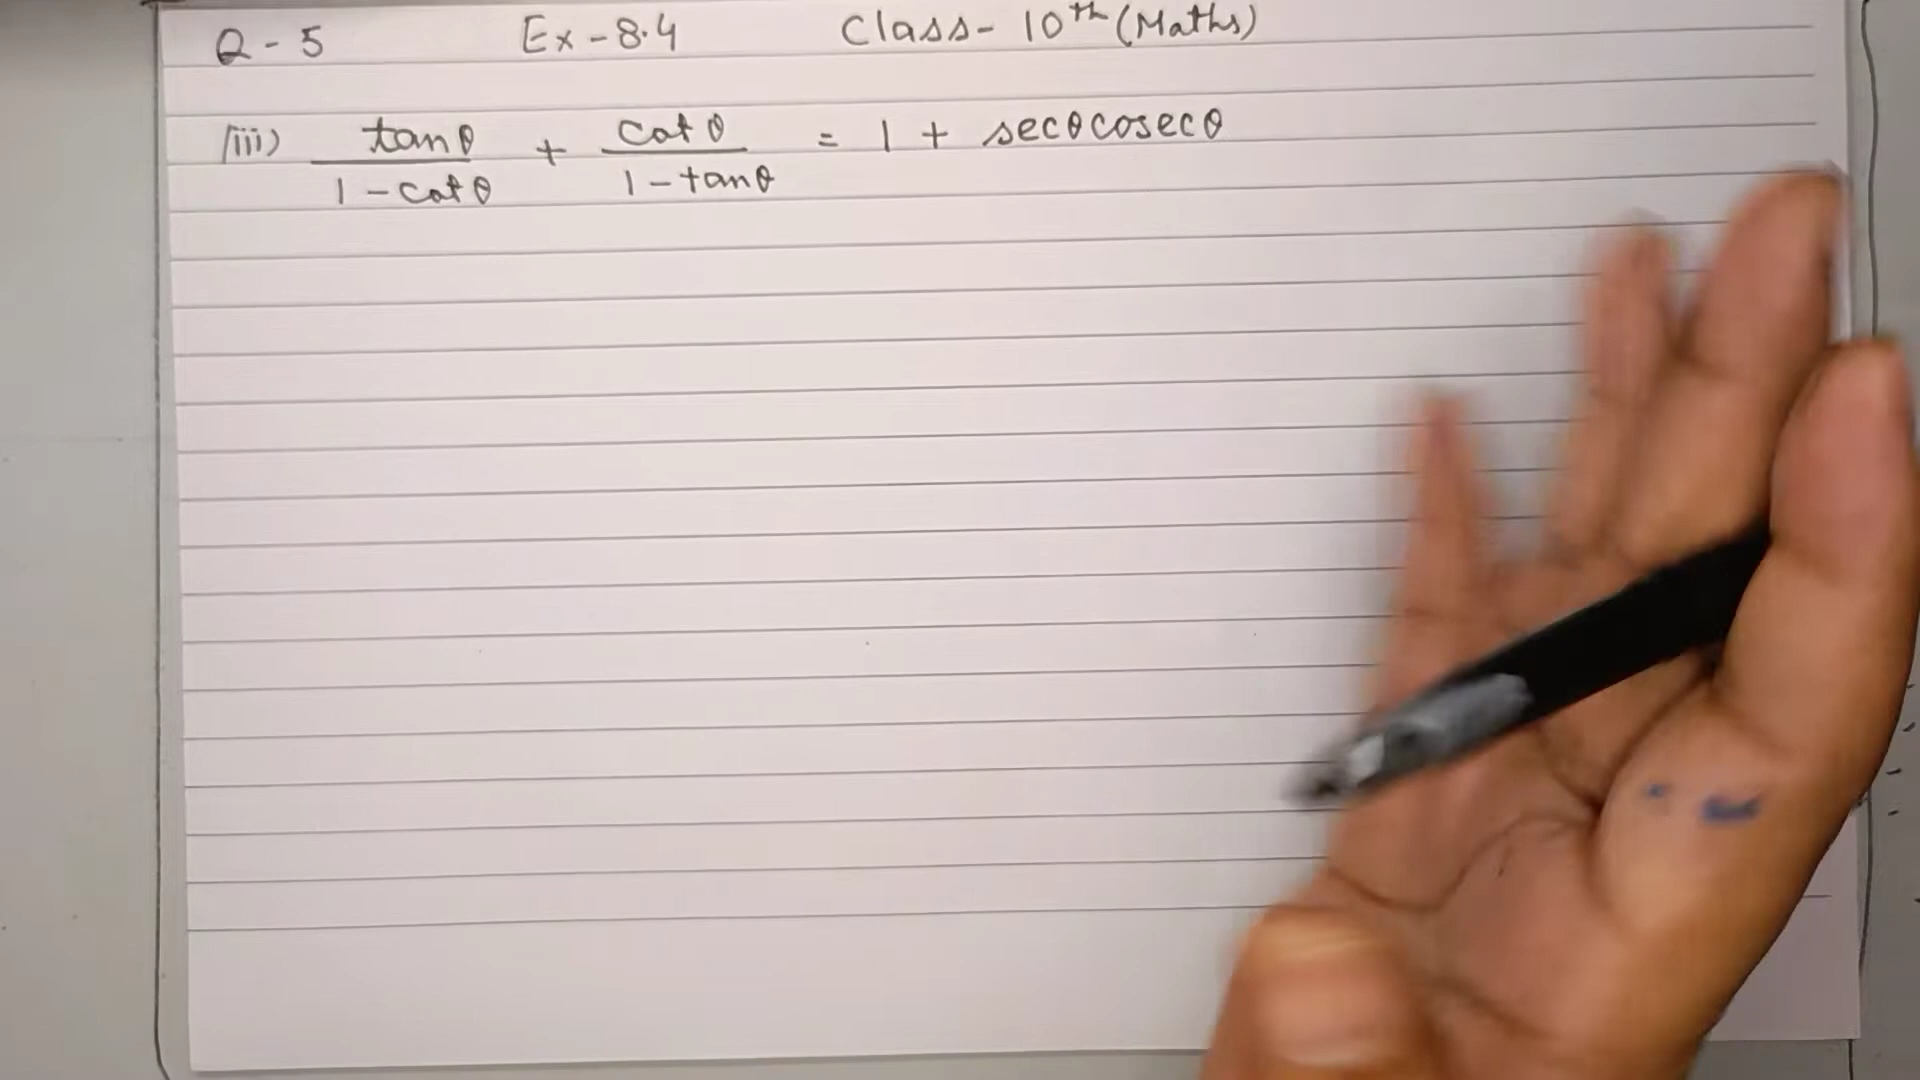 Q - 5 Ex - 8.4 Class - 10th (Maths)
(iii) tanθ / 1 - cotθ + cotθ / 1 - tanθ = 1 + secθcosecθ